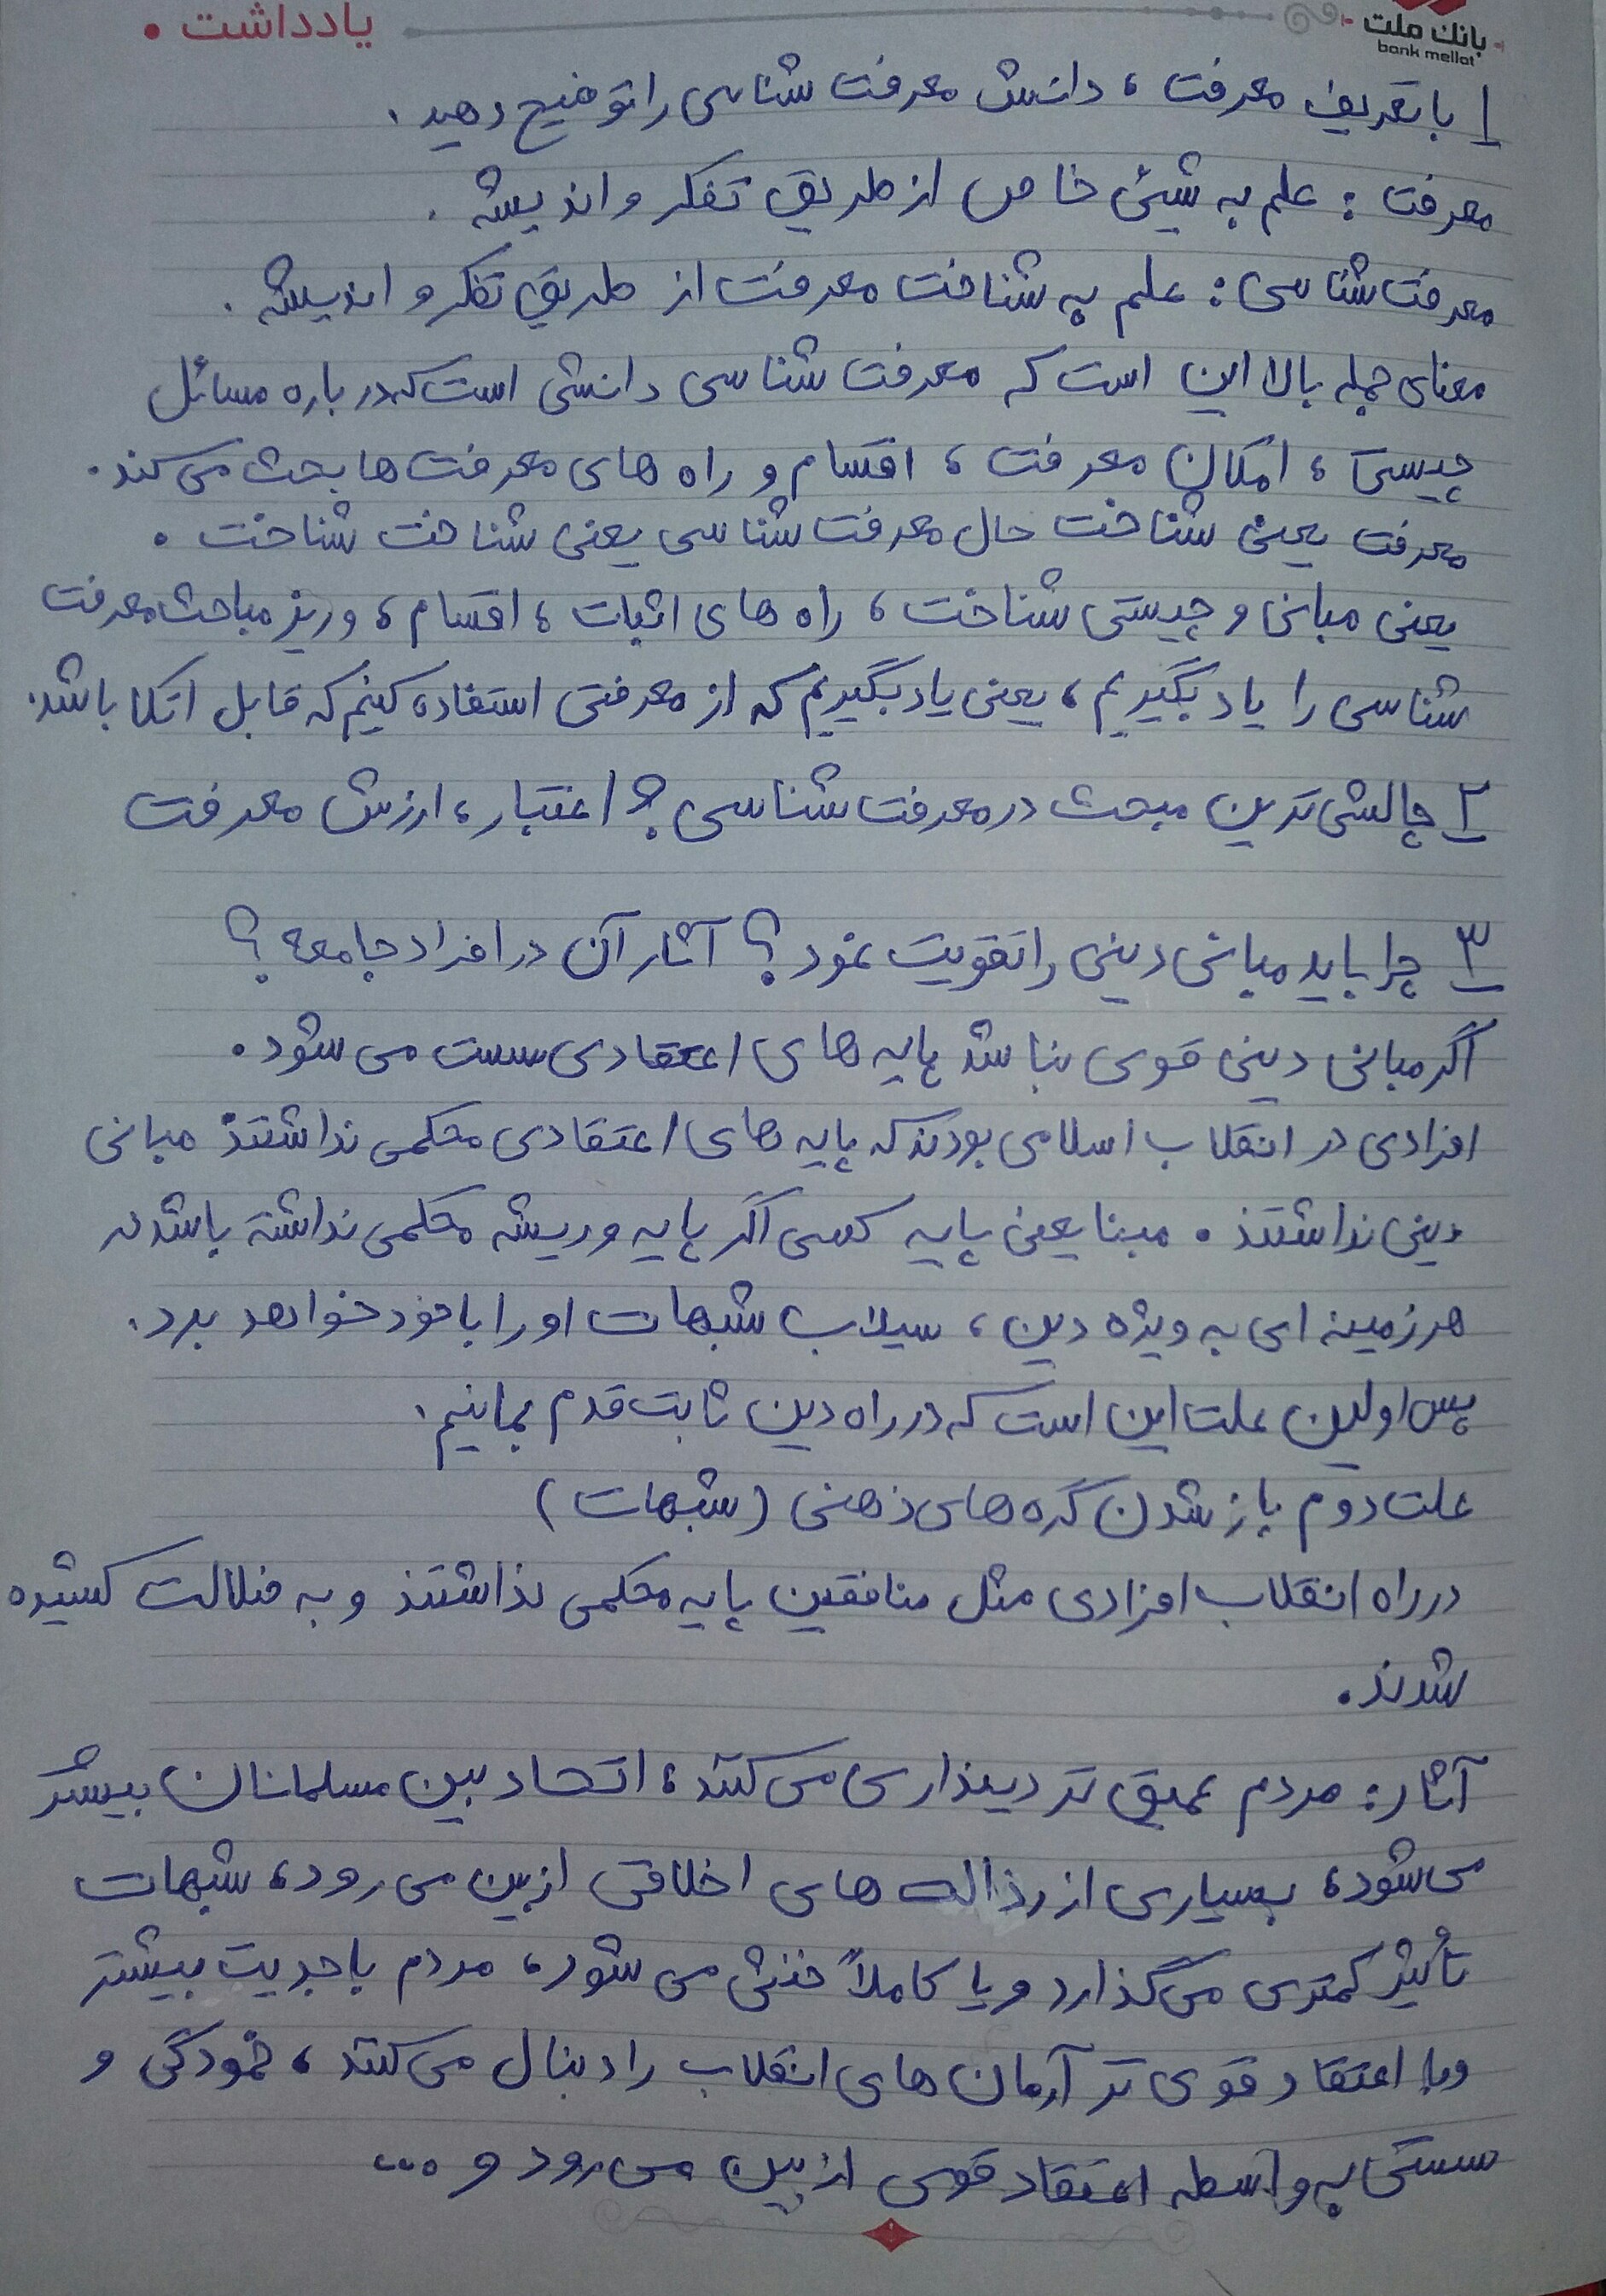 یادداشت
بانک ملت
bank mellat
۱ با تعریف معرفت ، دانش معرفت شناسی را توضیح دهید .
معرفت : علم به شیئی خاص از طریق تفکر و اندیشه .
معرفت شناسی : علم به شناخت معرفت از طریق تفکر و اندیشه .
معنای جمله بالا این است که معرفت شناسی دانشی است که درباره مسائل
چیستی ، امکان معرفت ، اقسام و راه های معرفت ها بحث می کند .
معرفت یعنی شناخت حال معرفت شناسی یعنی شناخت شناخت .
یعنی مبانی و چیستی شناخت ، راه های اثبات ، اقسام ، و ریز مباحث معرفت
شناسی را یاد بگیریم ، یعنی یاد بگیریم که از معرفتی استفاده کنیم که قابل اتکا باشد .
۲ چالشی ترین مبحث در معرفت شناسی ؟ اعتبار ، ارزش معرفت
۳ چرا باید مبانی دینی را تقویت نمود ؟ آثار آن در افراد جامعه ؟
اگر مبانی دینی قوی نباشد پایه های اعتقادی سست می شود .
افرادی در انقلاب اسلامی بودند که پایه های اعتقادی محکمی نداشتند مبانی
دینی نداشتند . مبنا یعنی پایه کسی اگر پایه و ریشه محکمی نداشته باشد در
هر زمینه ای به ویژه دین ، سیلاب شبهات او را با خود خواهد برد .
پس اولین علت این است که در راه دین ثابت قدم بمانیم .
علت دوم باز شدن گره های ذهنی (شبهات)
در راه انقلاب افرادی مثل منافقین پایه محکمی نداشتند و به ضلالت کشیده
شدند .
آثار : مردم عمیق تر دینداری می کنند ، اتحاد بین مسلمانان بیشتر
می شود ، بسیاری از رذالت های اخلاقی از بین می رود ، شبهات
تأثیر کمتری می گذارد و یا کاملاً خنثی می شود ، مردم با جدیت بیشتر
و با اعتقاد قوی تر آرمان های انقلاب را دنبال می کنند ، خمودگی و
سستی به واسطه اعتقاد قوی از بین می رود و ...